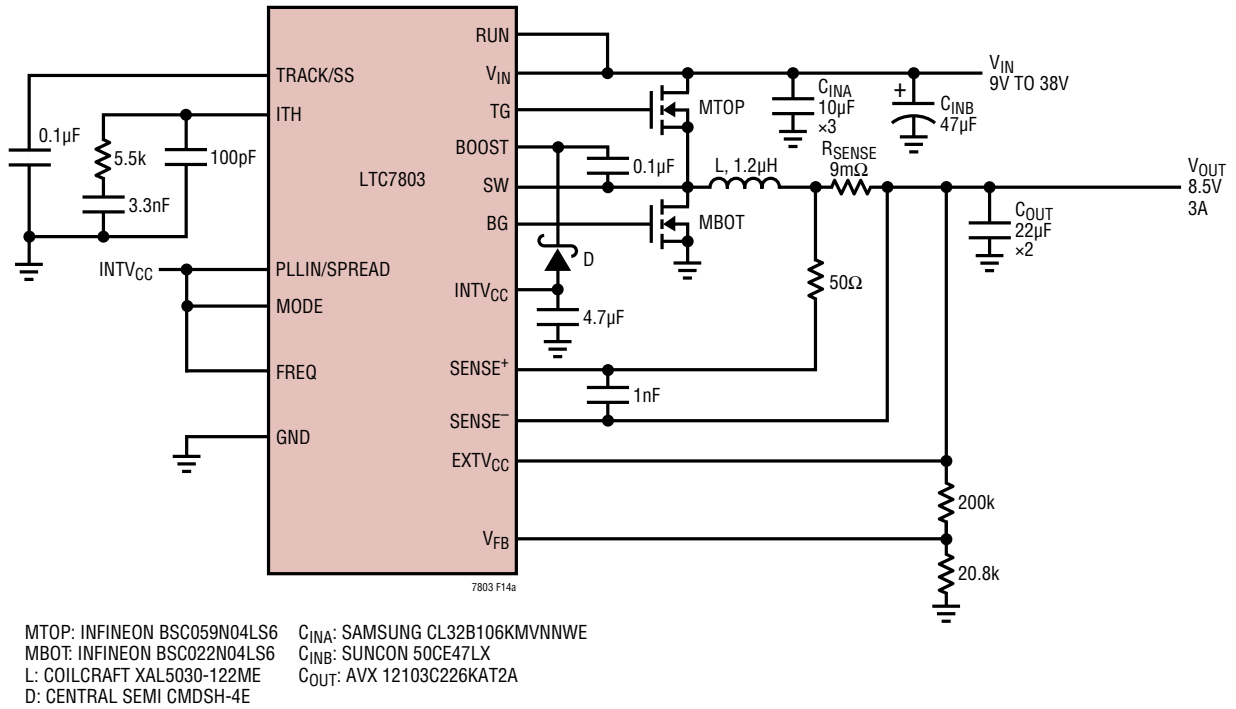 RUN
V_IN
TG
BOOST
SW
BG
INTV_CC
SENSE⁺
SENSE⁻
EXTV_CC
V_FB
TRACK/SS
ITH
PLLIN/SPREAD
MODE
FREQ
GND
LTC7803
0.1µF
5.5k
100pF
3.3nF
INTV_CC
MTOP
MBOT
0.1µF
D
4.7µF
1nF
L, 1.2µH
R_SENSE
9mΩ
50Ω
C_INA
10µF
×3
+
C_INB
47µF
V_IN
9V TO 38V
V_OUT
8.5V
3A
C_OUT
22µF
×2
200k
20.8k
7803 F14a
MTOP: INFINEON BSC059N04LS6
MBOT: INFINEON BSC022N04LS6
L: COILCRAFT XAL5030-122ME
D: CENTRAL SEMI CMDSH-4E
C_INA: SAMSUNG CL32B106KMVNNWE
C_INB: SUNCON 50CE47LX
C_OUT: AVX 12103C226KAT2A